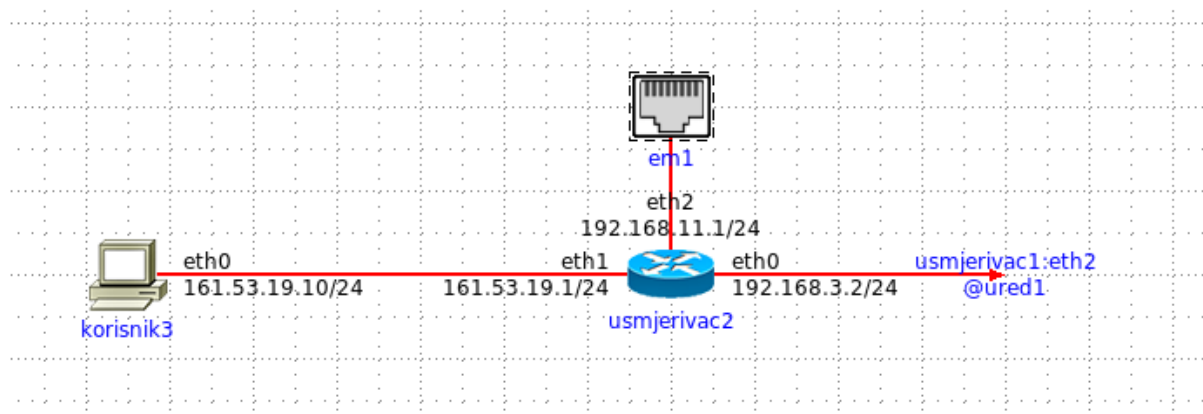 em1
eth2
192.168.11.1/24
eth0
161.53.19.10/24
korisnik3
eth1
161.53.19.1/24
eth0
192.168.3.2/24
usmjerivac2
usmjerivac1:eth2
@ured1